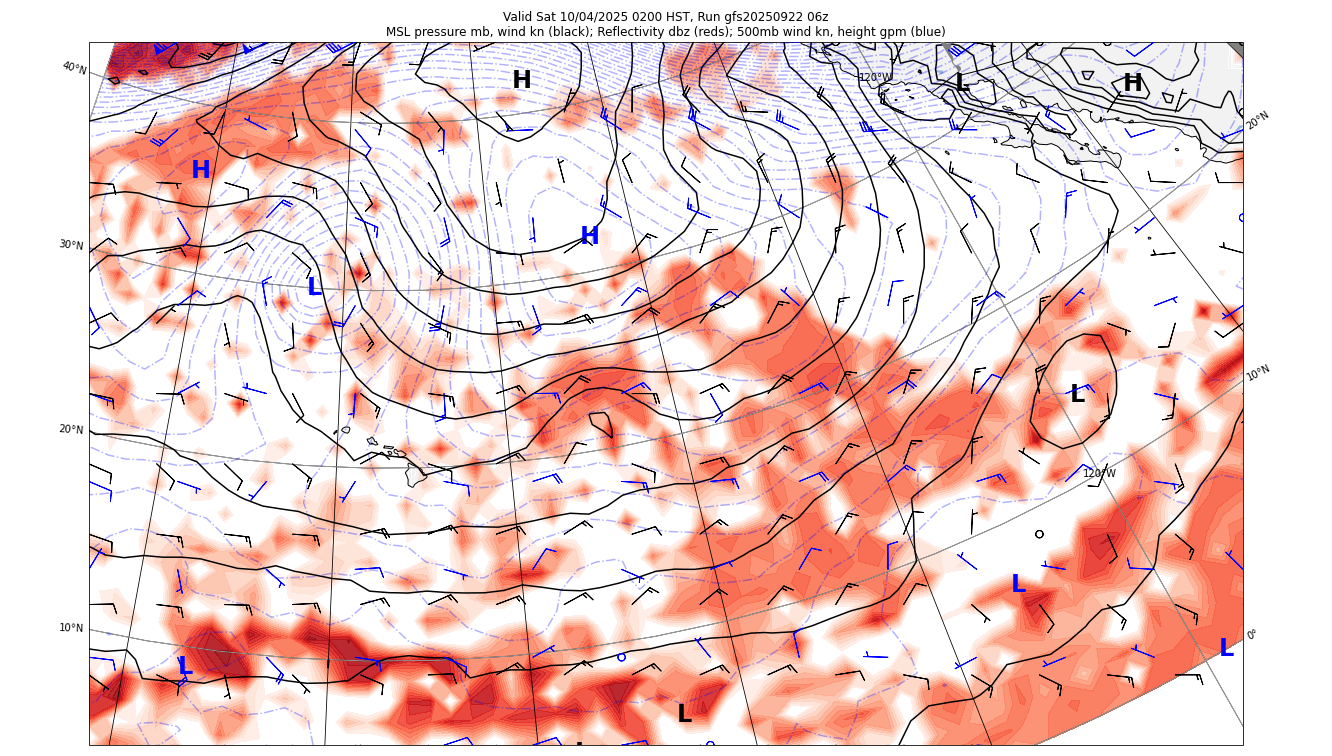 Valid Sat 10/04/2025 0200 HST, Run gfs20250922 06z
MSL pressure mb, wind kn (black); Reflectivity dbz (reds); 500mb wind kn, height gpm (blue)
40°N
H
120°W
L
H
20°N
H
30°N
H
L
10°N
L
20°N
120°W
L
10°N
0°
L
L
L